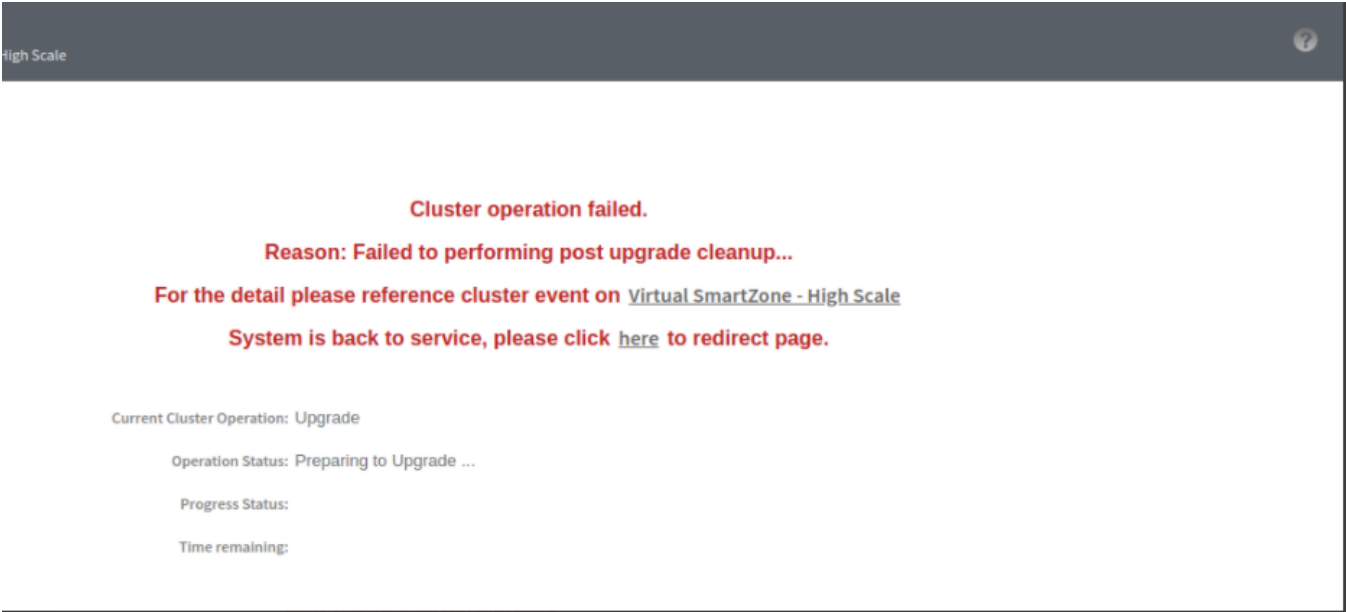 High Scale
?
Cluster operation failed.
Reason: Failed to performing post upgrade cleanup...
For the detail please reference cluster event on Virtual SmartZone - High Scale
System is back to service, please click here to redirect page.
Current Cluster Operation: Upgrade
Operation Status: Preparing to Upgrade ...
Progress Status:
Time remaining: